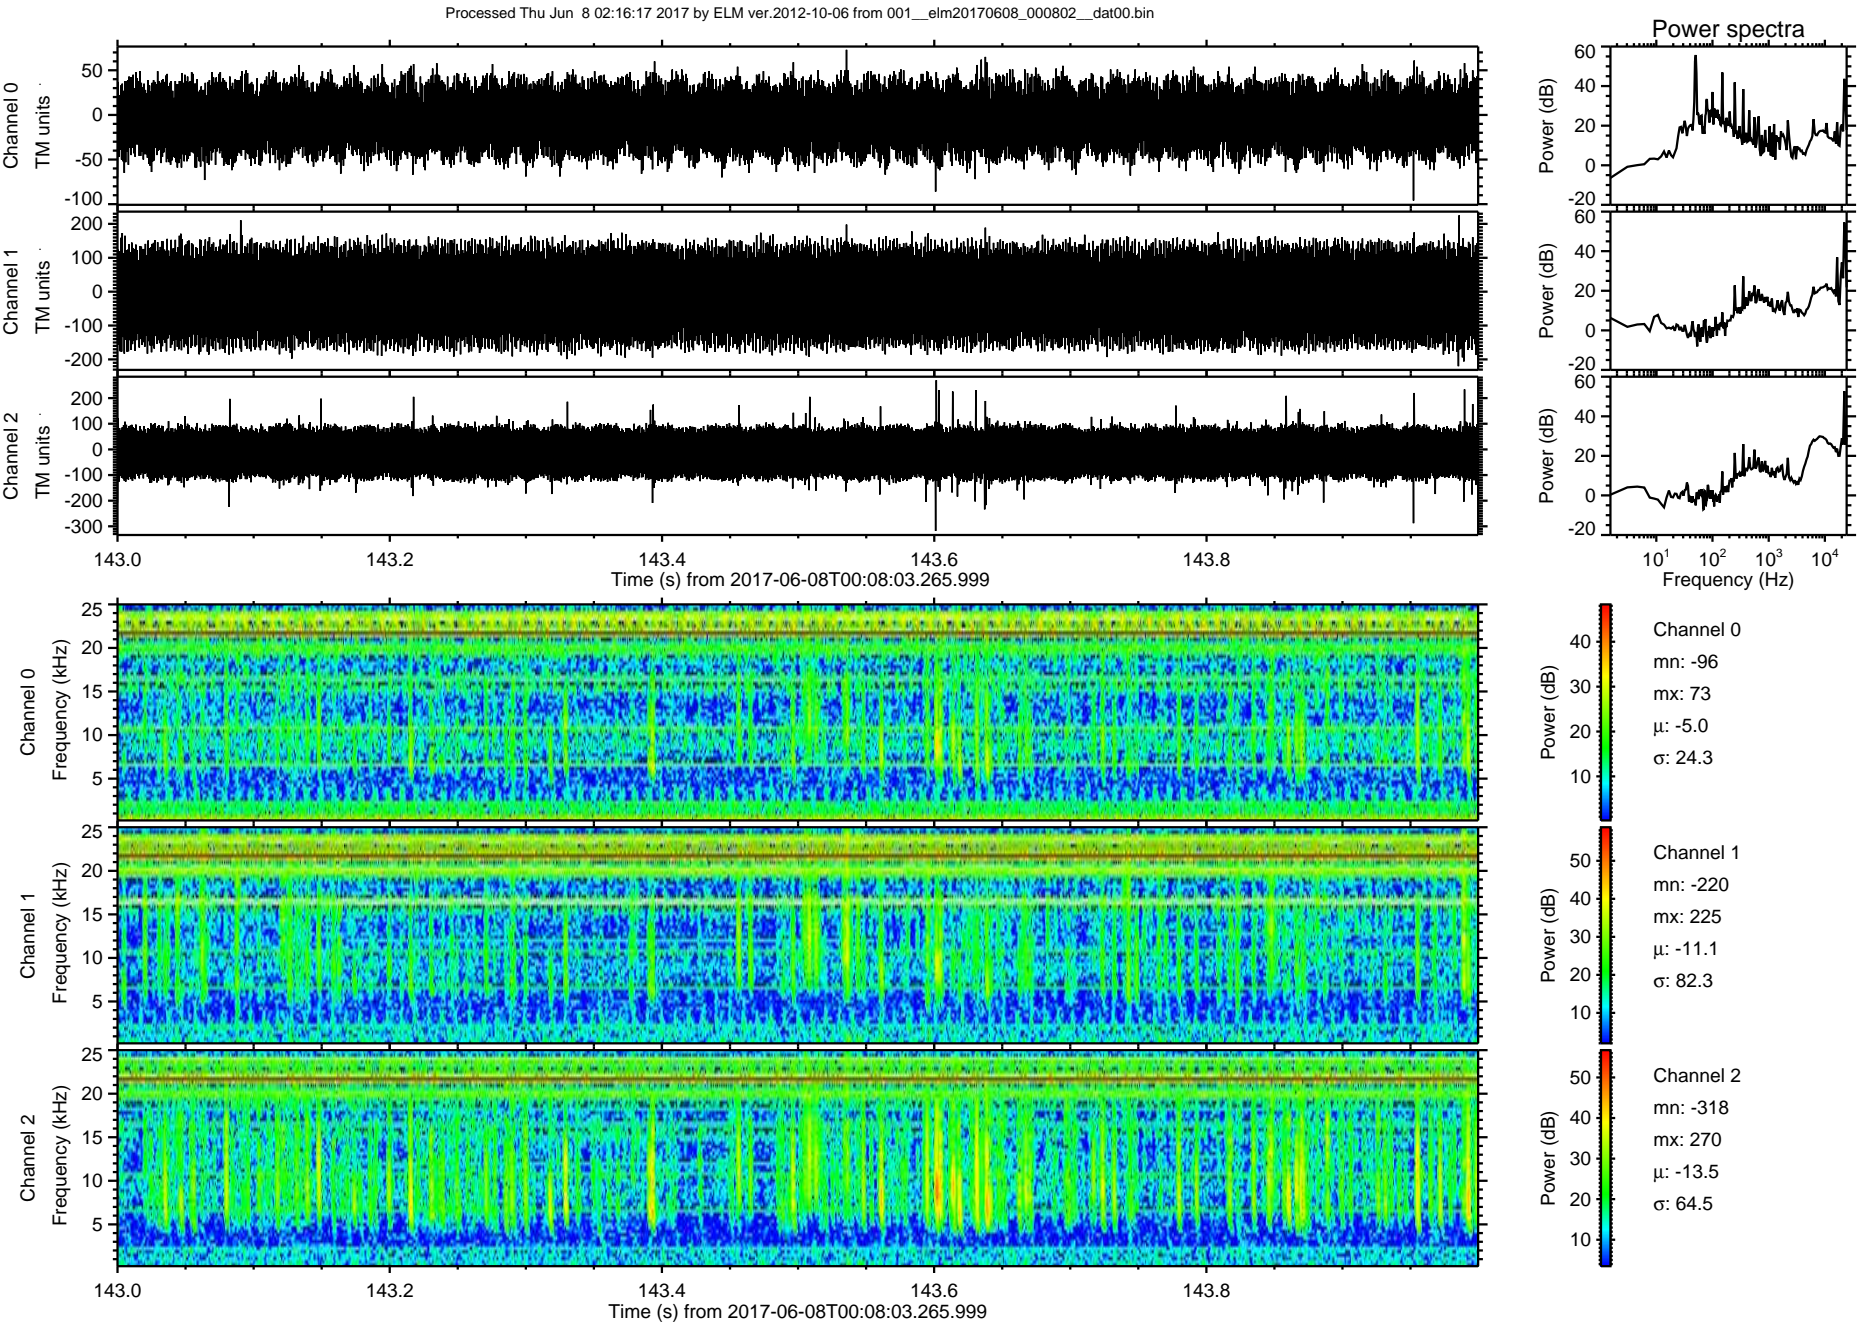 Processed Thu Jun  8 02:16:17 2017 by ELM ver.2012-10-06 from 001__elm20170608_000802__dat00.bin
Power spectra
Channel 0
TM units
50
0
-50
-100
Power (dB)
60
40
20
0
-20
Channel 1
TM units
200
100
0
-100
-200
Power (dB)
60
40
20
0
-20
Channel 2
TM units
200
100
0
-100
-200
-300
Power (dB)
60
40
20
0
-20
143.0 143.2 143.4 143.6 143.8
Time (s) from 2017-06-08T00:08:03.265.999
10¹ 10² 10³ 10⁴
Frequency (Hz)
Channel 0
Frequency (kHz)
25
20
15
10
5
Power (dB)
40
30
20
10
Channel 0
mn: -96
mx: 73
μ: -5.0
σ: 24.3
Channel 1
Frequency (kHz)
25
20
15
10
5
Power (dB)
50
40
30
20
10
Channel 1
mn: -220
mx: 225
μ: -11.1
σ: 82.3
Channel 2
Frequency (kHz)
25
20
15
10
5
Power (dB)
50
40
30
20
10
Channel 2
mn: -318
mx: 270
μ: -13.5
σ: 64.5
143.0 143.2 143.4 143.6 143.8
Time (s) from 2017-06-08T00:08:03.265.999